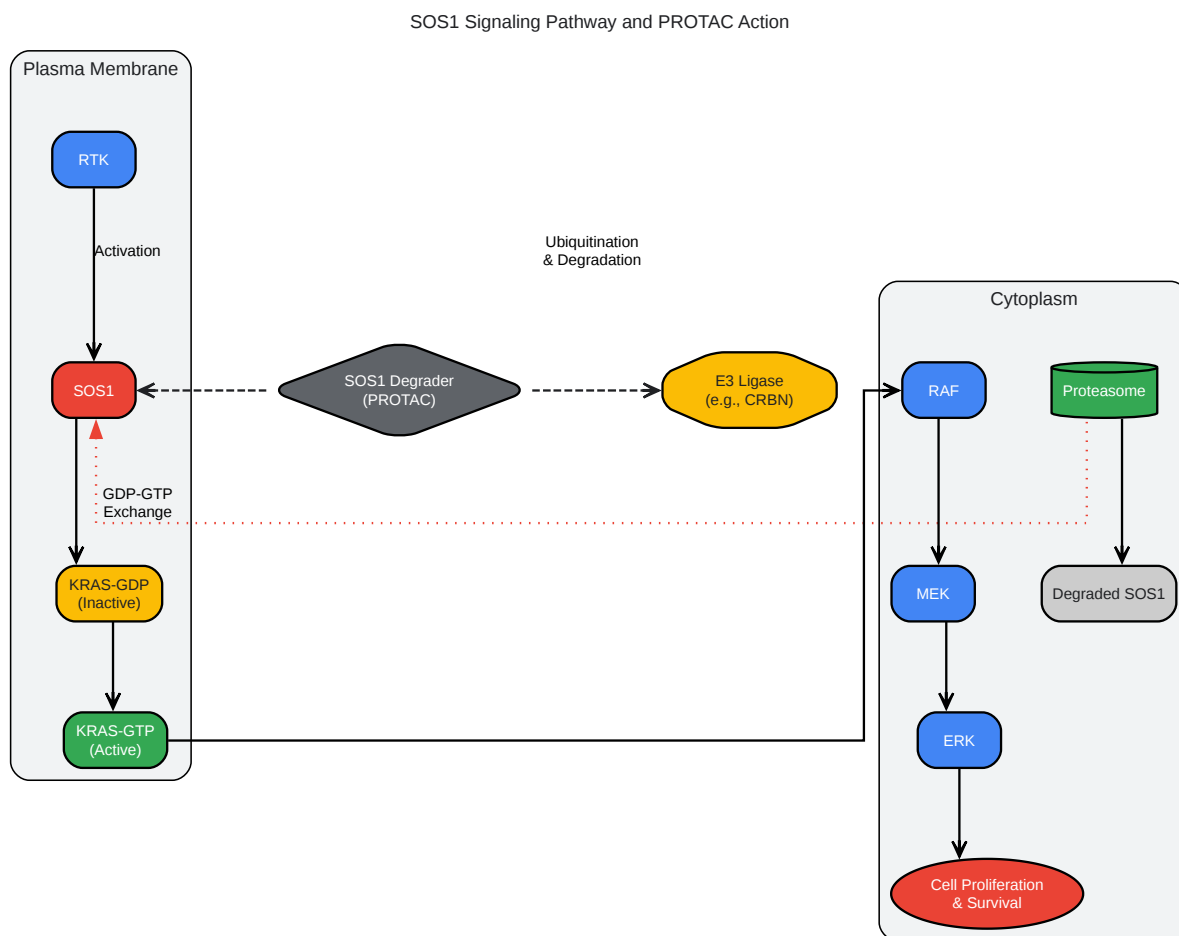 SOS1 Signaling Pathway and PROTAC Action
Plasma Membrane
RTK
Activation
SOS1
GDP-GTP
Exchange
KRAS-GDP
(Inactive)
KRAS-GTP
(Active)
SOS1 Degrader
(PROTAC)
Ubiquitination
& Degradation
E3 Ligase
(e.g., CRBN)
Cytoplasm
RAF
Proteasome
MEK
Degraded SOS1
ERK
Cell Proliferation
& Survival